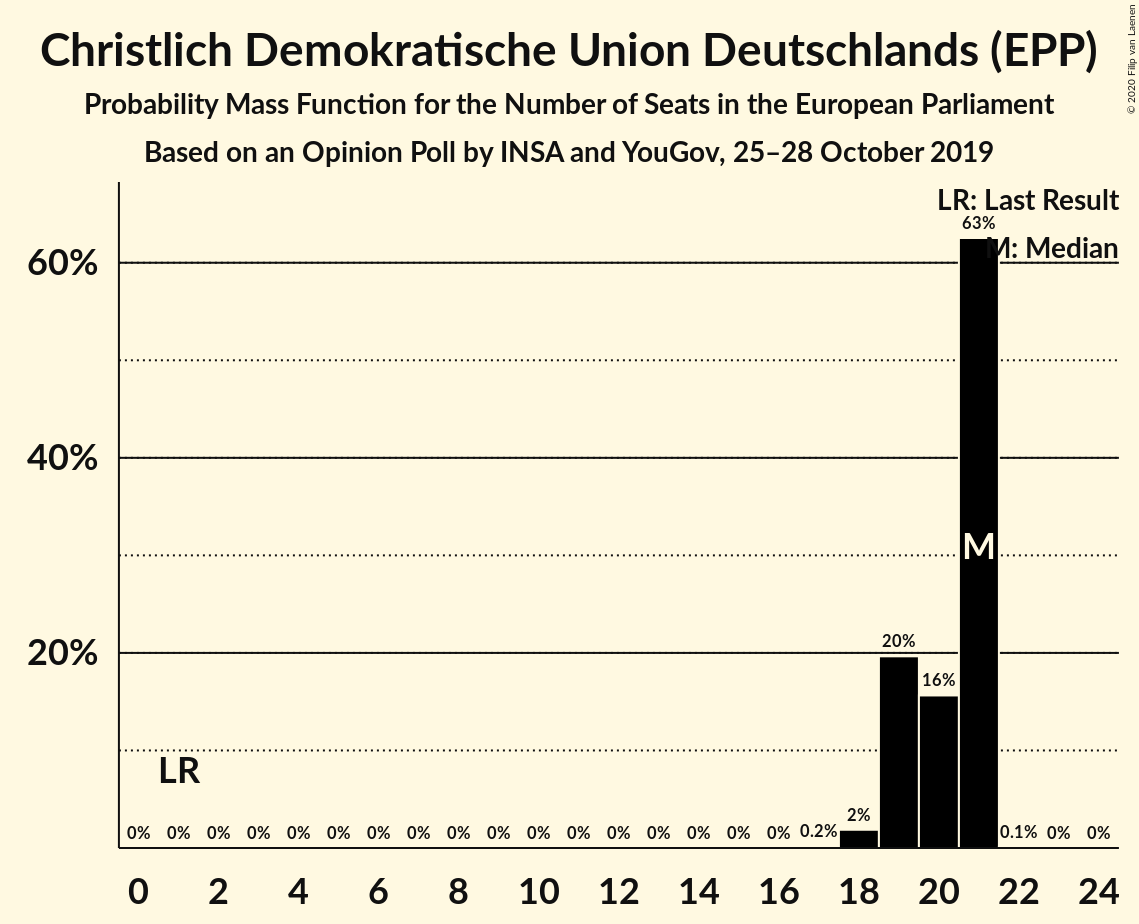 Christlich Demokratische Union Deutschlands (EPP)
Probability Mass Function for the Number of Seats in the European Parliament
Based on an Opinion Poll by INSA and YouGov, 25–28 October 2019
© 2020 Filip van Laenen
LR: Last Result
63%
M: Median
60%
40%
M
20%
20%
16%
LR
2%
0% 0% 0% 0% 0% 0% 0% 0% 0% 0% 0% 0% 0% 0% 0% 0% 0% 0.2% 0.1% 0% 0%
0 2 4 6 8 10 12 14 16 18 20 22 24